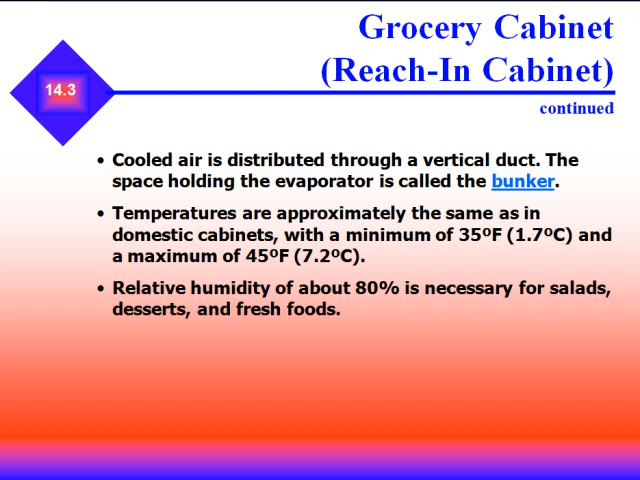 Grocery Cabinet
(Reach-In Cabinet)
14.3
continued
• Cooled air is distributed through a vertical duct. The
space holding the evaporator is called the bunker.
• Temperatures are approximately the same as in
domestic cabinets, with a minimum of 35ºF (1.7ºC) and
a maximum of 45ºF (7.2ºC).
• Relative humidity of about 80% is necessary for salads,
desserts, and fresh foods.